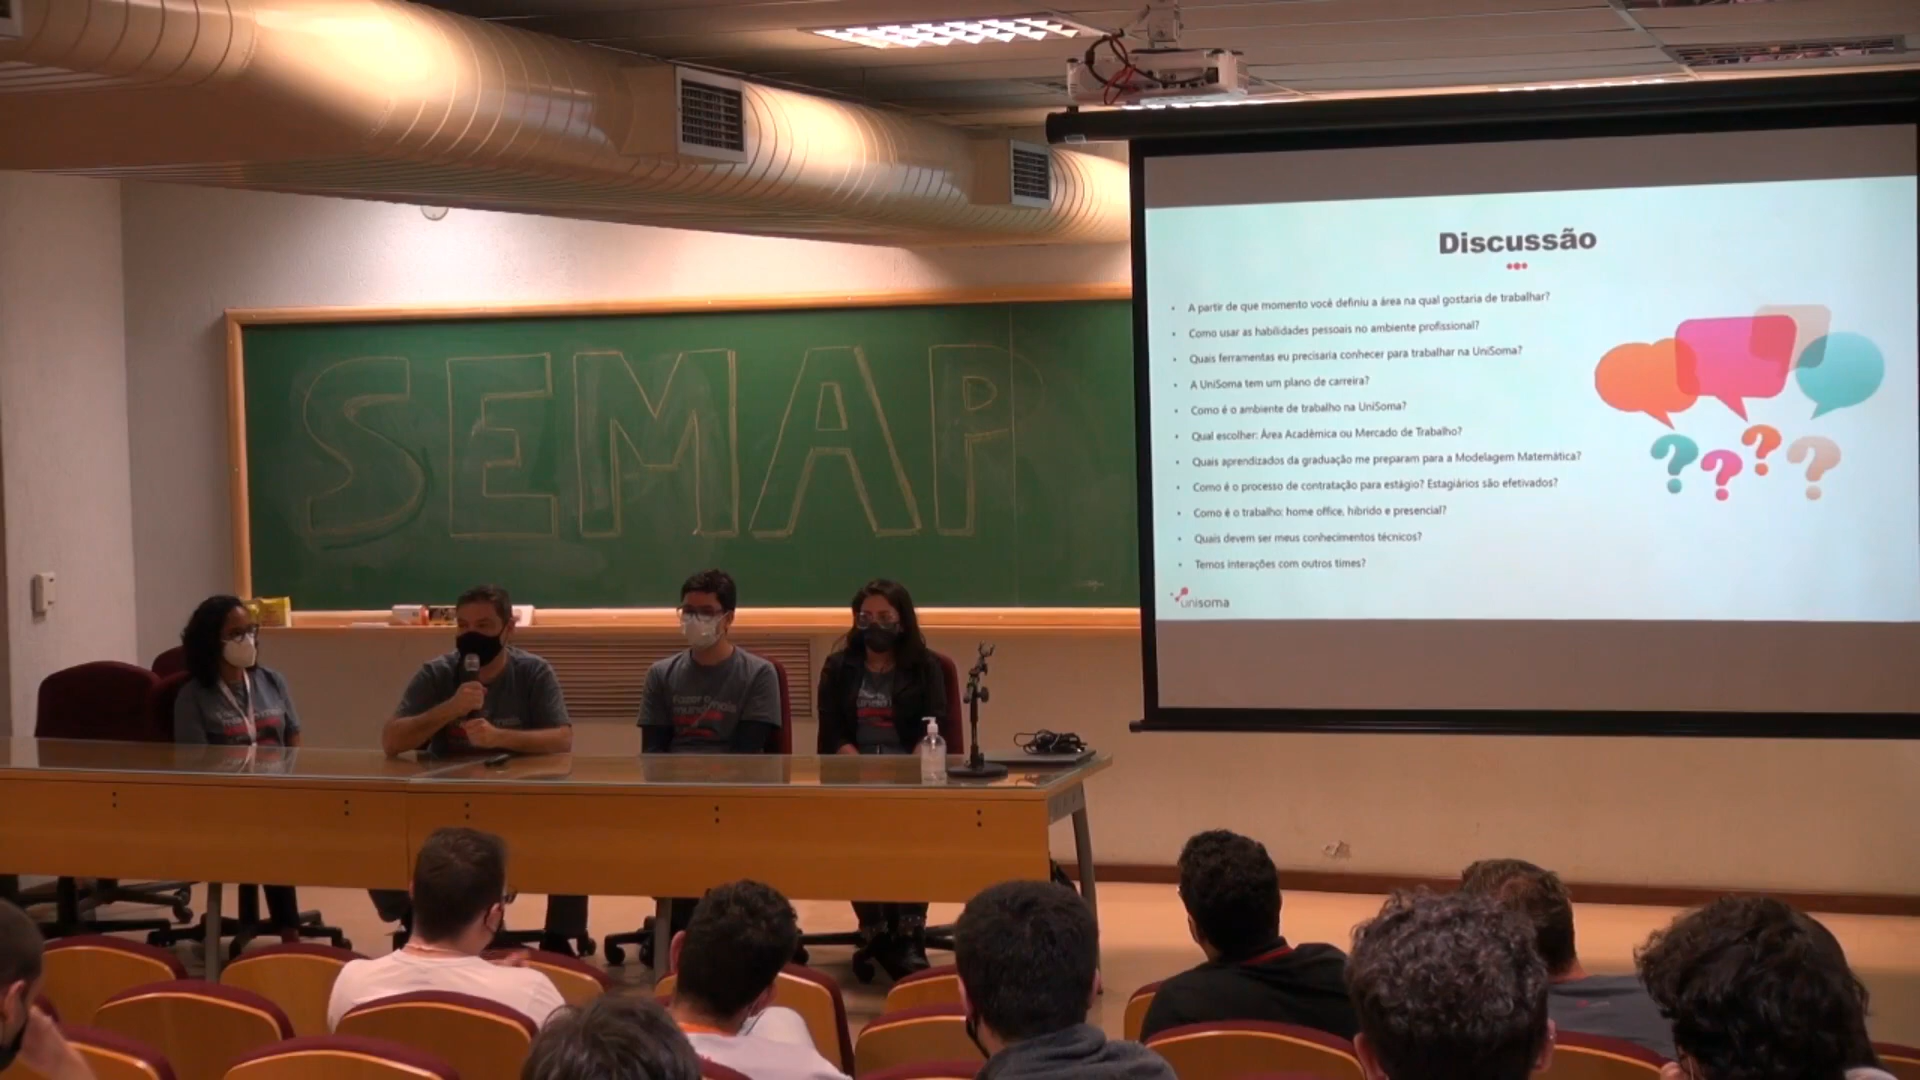 SEMAP
Discussão
A partir de que momento você definiu a área na qual gostaria de trabalhar?
Como usar as habilidades pessoais no ambiente profissional?
Quais ferramentas eu precisaria conhecer para trabalhar na UniSoma?
A UniSoma tem um plano de carreira?
Como é o ambiente de trabalho na UniSoma?
Qual escolher: Área Acadêmica ou Mercado de Trabalho?
Quais aprendizados da graduação me preparam para a Modelagem Matemática?
Como é o processo de contratação para estágio? Estagiários são efetivados?
Como é o trabalho: home office, híbrido e presencial?
Quais devem ser meus conhecimentos técnicos?
Temos interações com outros times?
unisoma
Fazer o
mundo mais